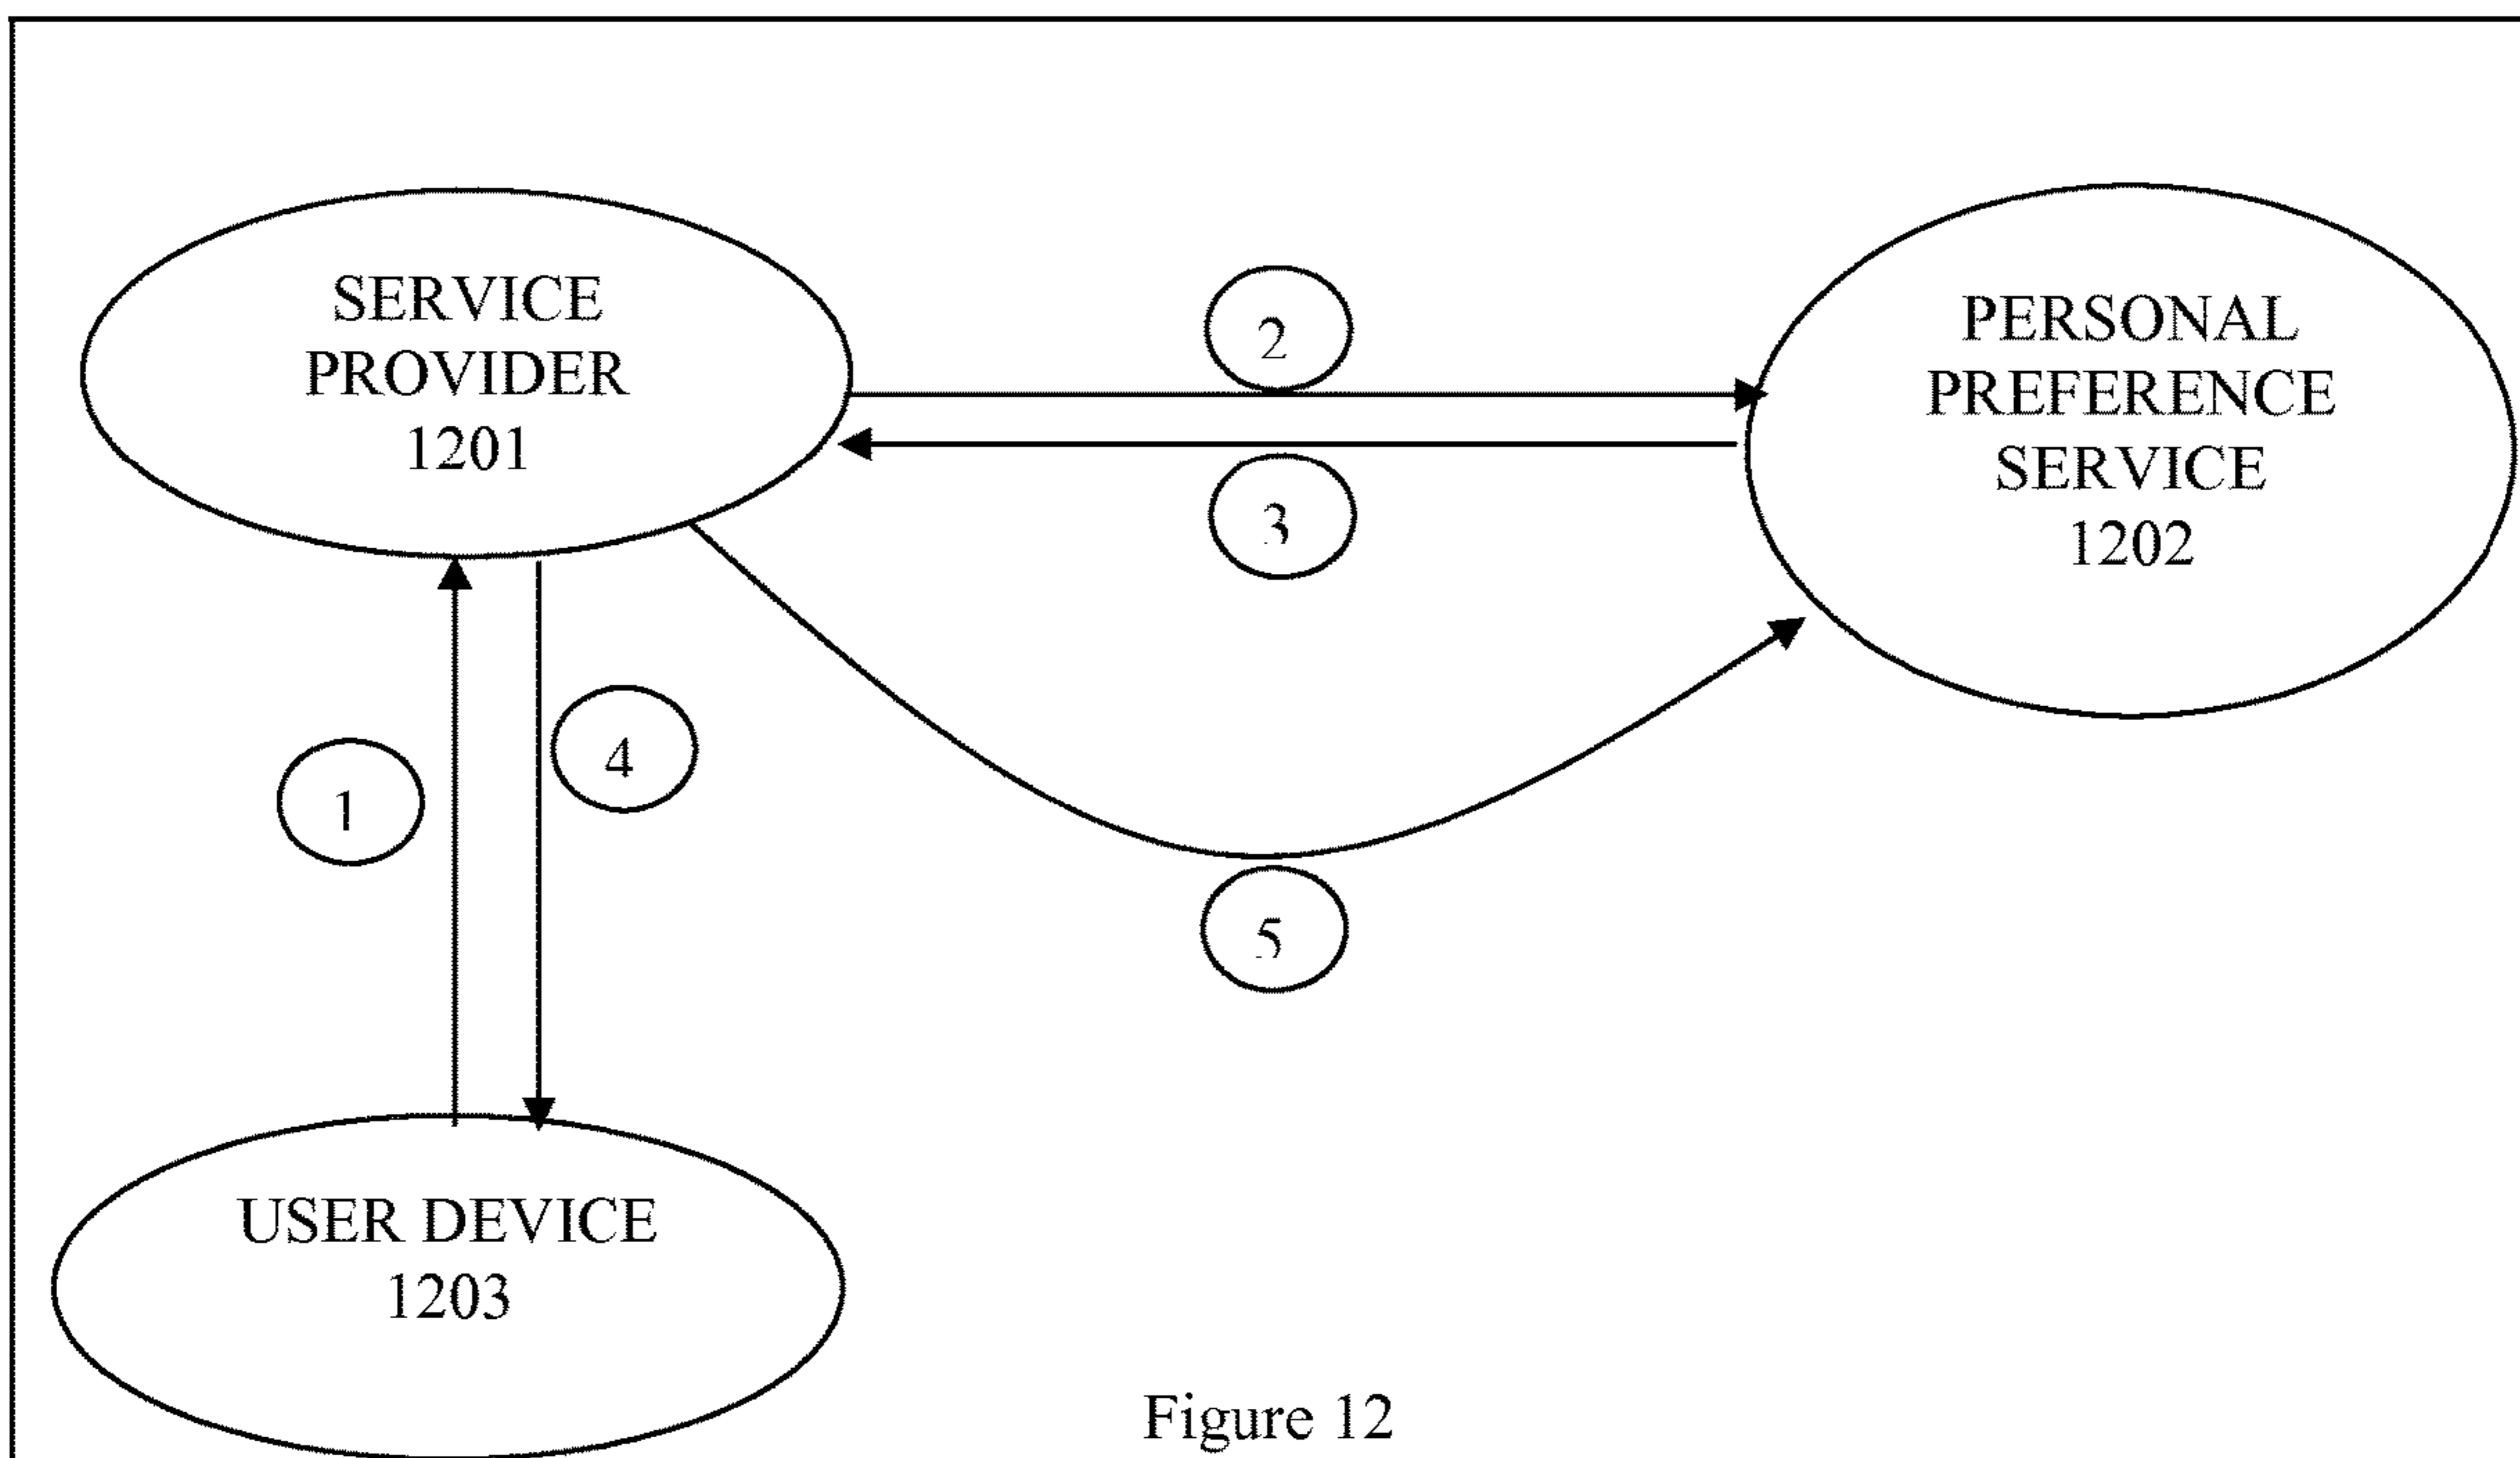 SERVICE
PROVIDER
1201
2
PERSONAL
PREFERENCE
SERVICE
1202
3
4
1
5
USER DEVICE
1203
Figure 12